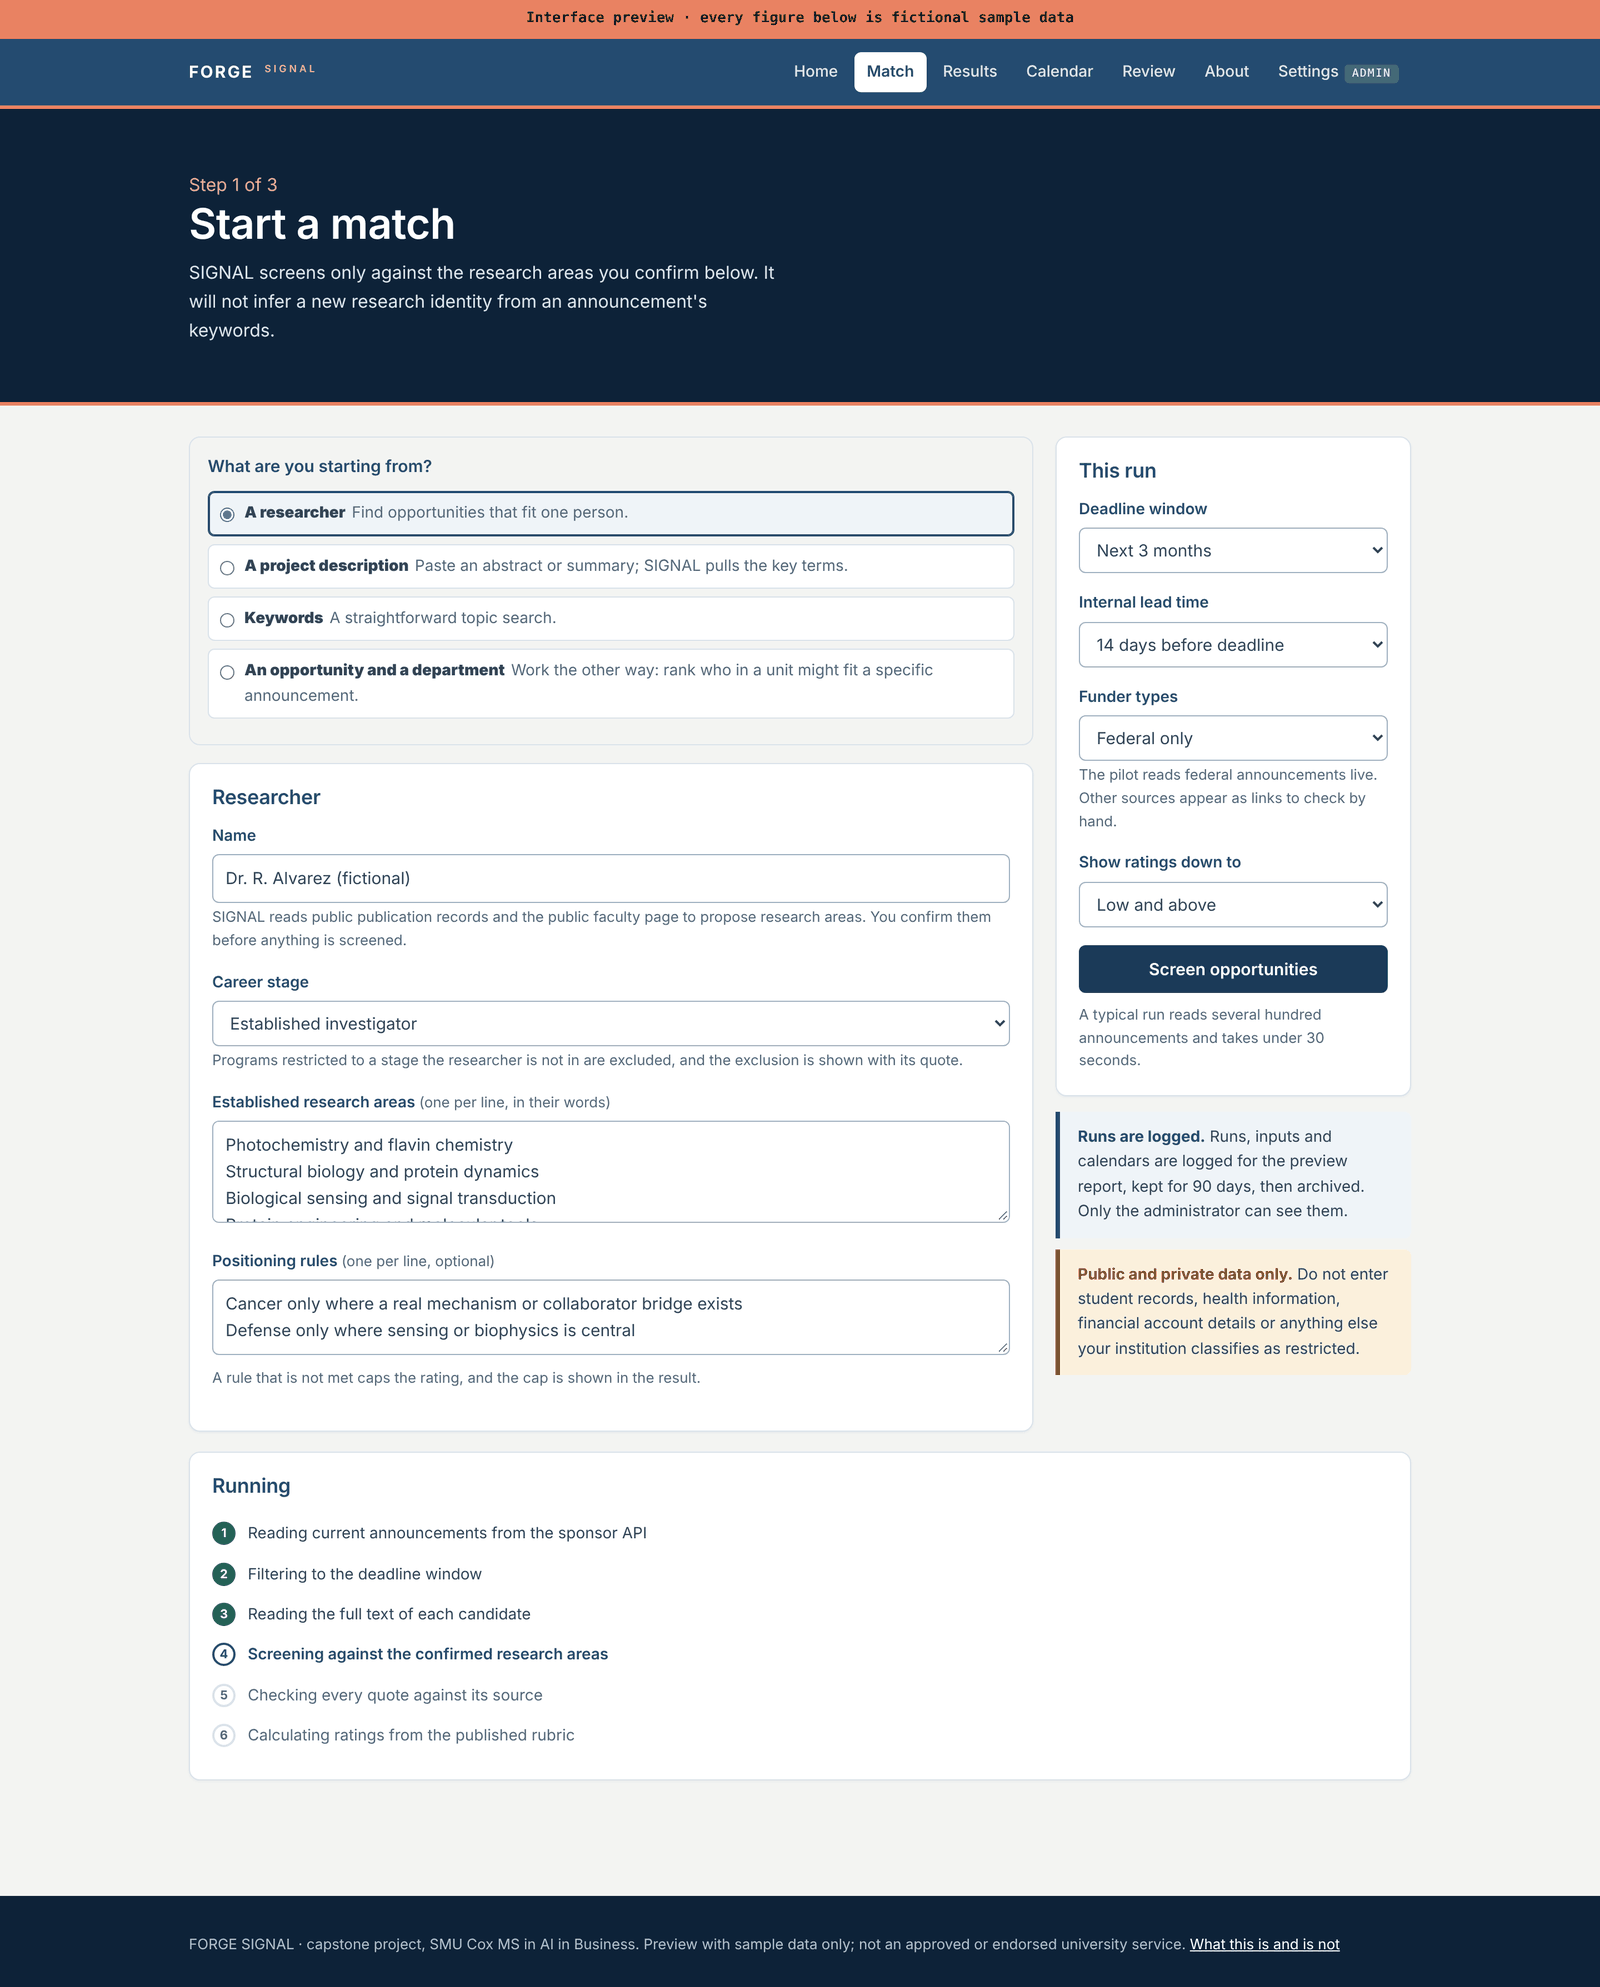 Interface preview · every figure below is fictional sample data
FORGE SIGNAL
Home Match Results Calendar Review About Settings ADMIN
Step 1 of 3
Start a match
SIGNAL screens only against the research areas you confirm below. It
will not infer a new research identity from an announcement's
keywords.
What are you starting from?
A researcher Find opportunities that fit one person.
A project description Paste an abstract or summary; SIGNAL pulls the key terms.
Keywords A straightforward topic search.
An opportunity and a department Work the other way: rank who in a unit might fit a specific
announcement.
Researcher
Name
Dr. R. Alvarez (fictional)
SIGNAL reads public publication records and the public faculty page to propose research areas. You confirm them
before anything is screened.
Career stage
Established investigator
Programs restricted to a stage the researcher is not in are excluded, and the exclusion is shown with its quote.
Established research areas (one per line, in their words)
Photochemistry and flavin chemistry
Structural biology and protein dynamics
Biological sensing and signal transduction
Positioning rules (one per line, optional)
Cancer only where a real mechanism or collaborator bridge exists
Defense only where sensing or biophysics is central
A rule that is not met caps the rating, and the cap is shown in the result.
This run
Deadline window
Next 3 months
Internal lead time
14 days before deadline
Funder types
Federal only
The pilot reads federal announcements live.
Other sources appear as links to check by
hand.
Show ratings down to
Low and above
Screen opportunities
A typical run reads several hundred
announcements and takes under 30
seconds.
Runs are logged. Runs, inputs and
calendars are logged for the preview
report, kept for 90 days, then archived.
Only the administrator can see them.
Public and private data only. Do not enter
student records, health information,
financial account details or anything else
your institution classifies as restricted.
Running
1 Reading current announcements from the sponsor API
2 Filtering to the deadline window
3 Reading the full text of each candidate
4 Screening against the confirmed research areas
5 Checking every quote against its source
6 Calculating ratings from the published rubric
FORGE SIGNAL · capstone project, SMU Cox MS in AI in Business. Preview with sample data only; not an approved or endorsed university service. What this is and is not